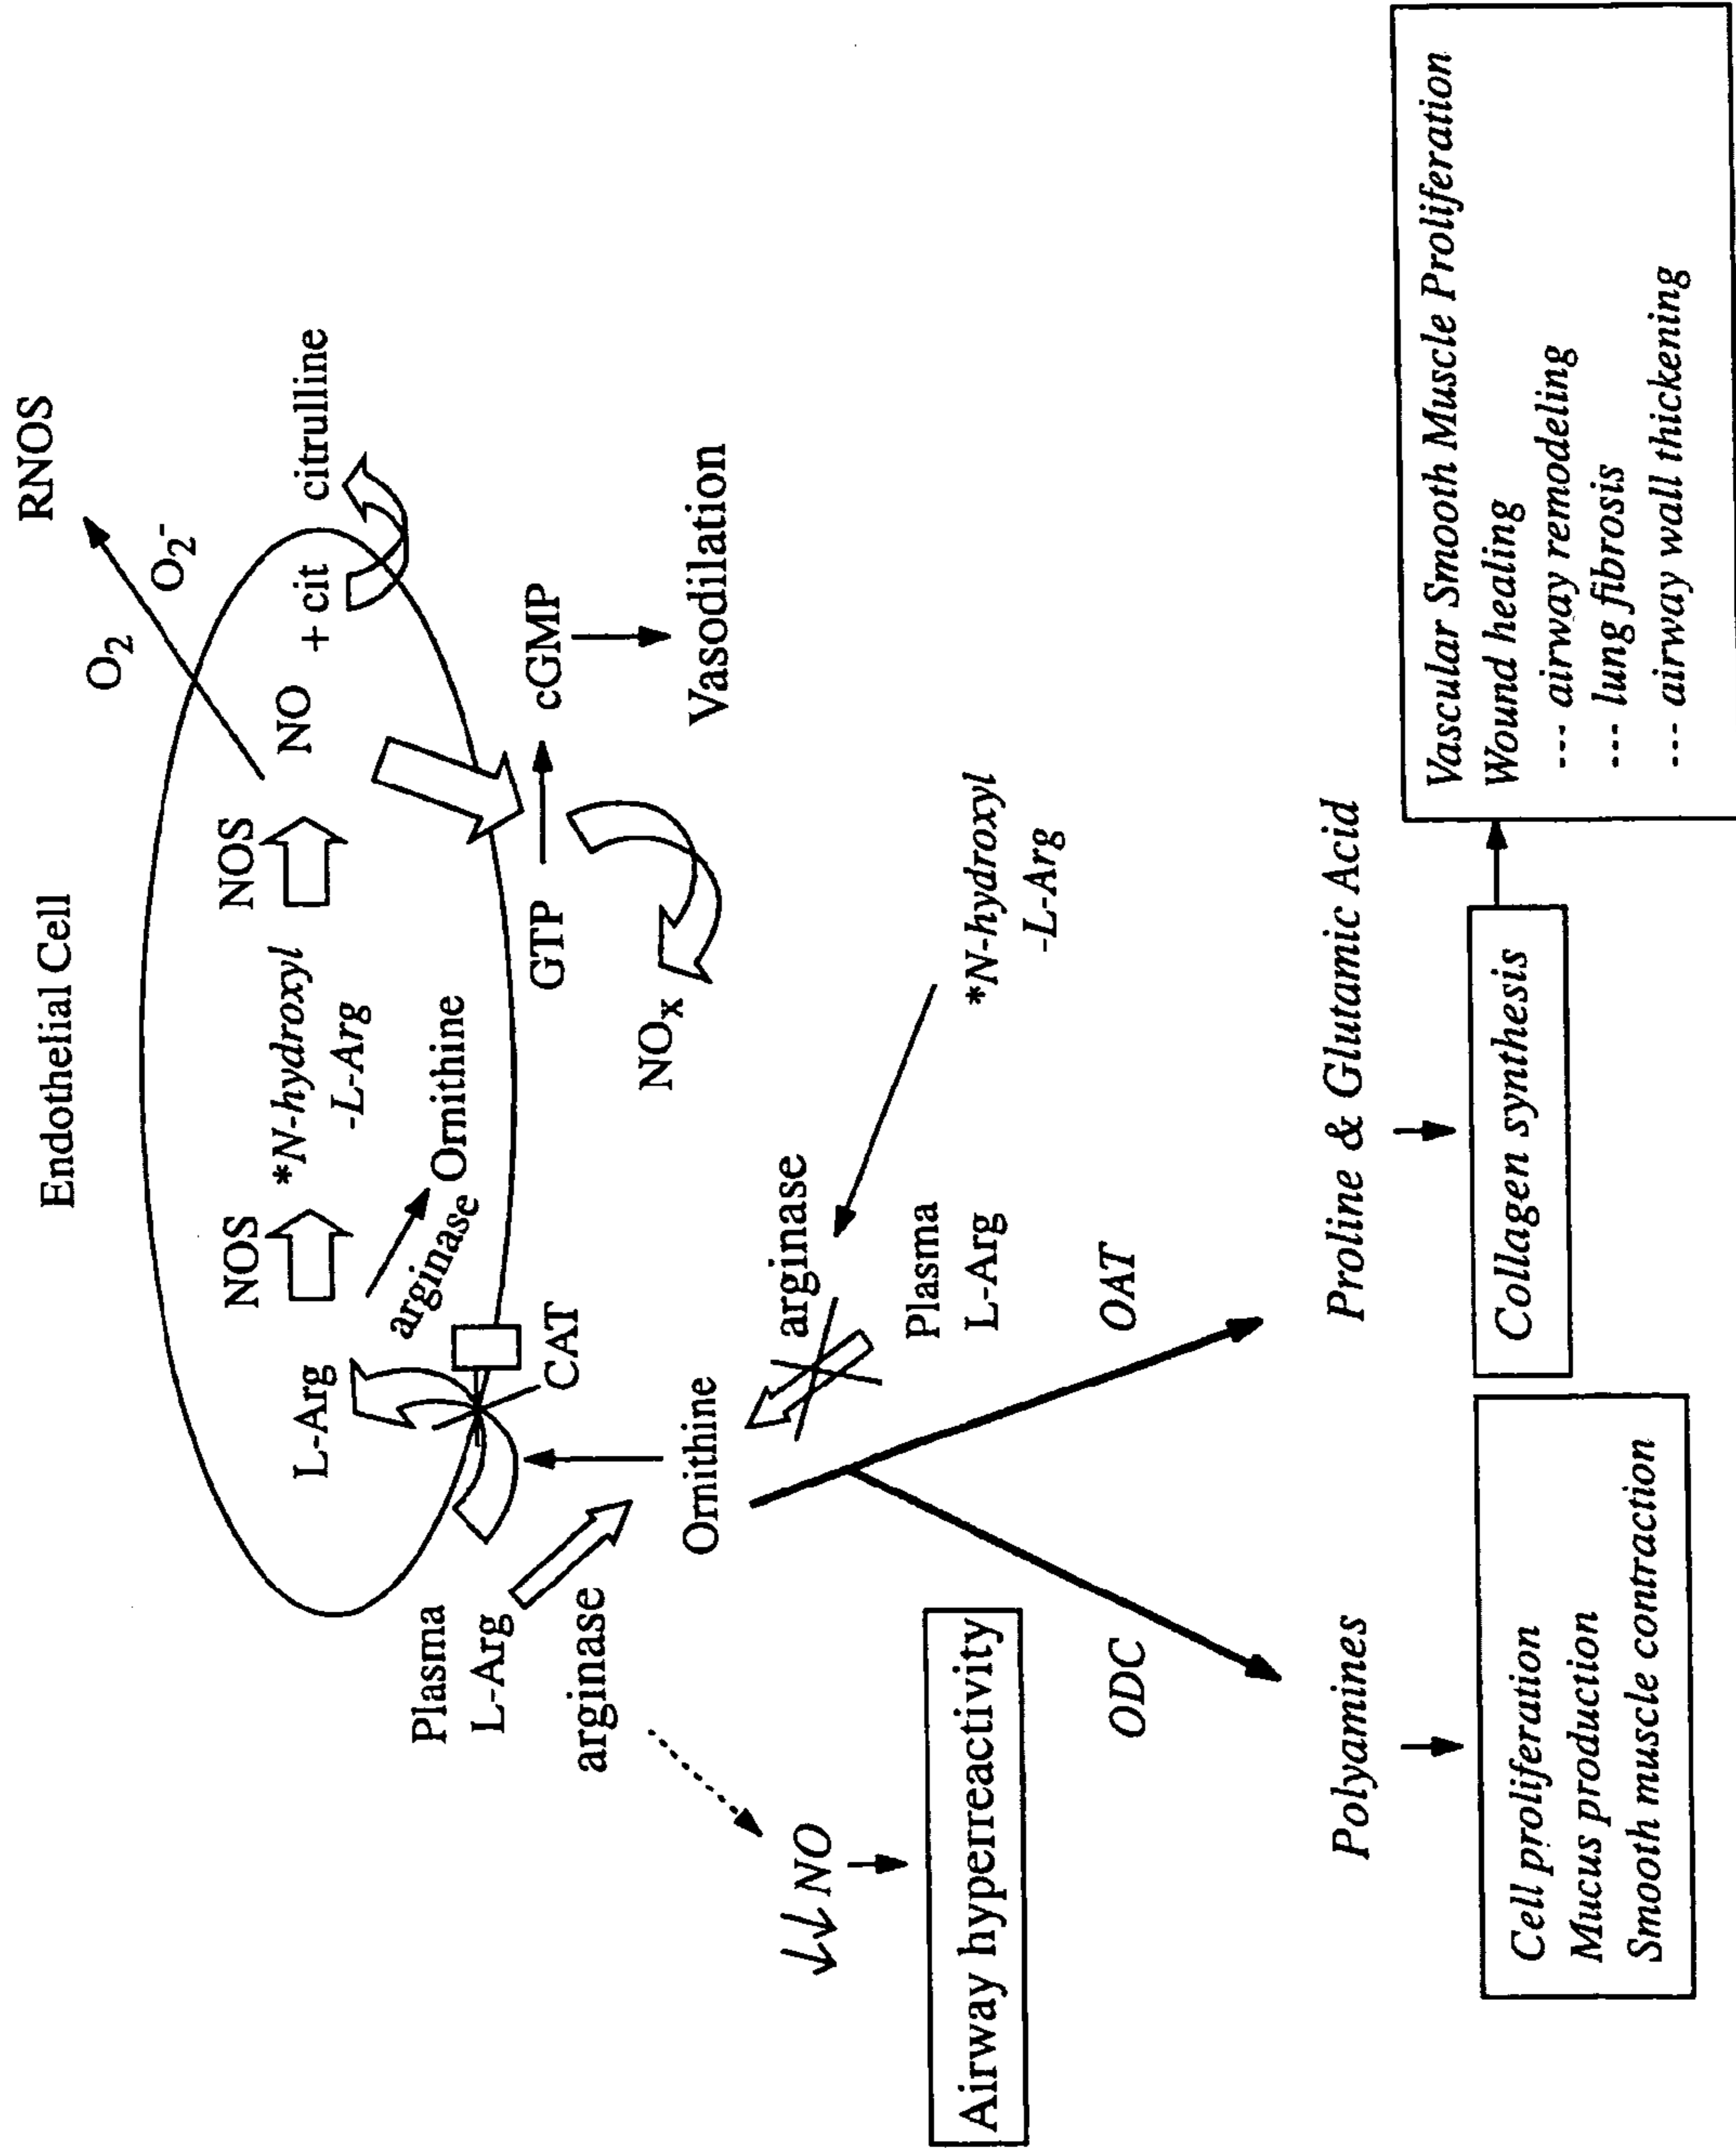 Endothelial Cell
RNOS
O₂
O₂⁻
L-Arg
NOS
*N-hydroxyl
-L-Arg
NOS
NO
+ cit
citrulline
arginase
Ornithine
CAT
Plasma
L-Arg
arginase
GTP
cGMP
Vasodilation
NOₓ
Ornithine
arginase
Plasma
L-Arg
*N-hydroxyl
-L-Arg
↓↓NO
Airway hyperreactivity
ODC
OAT
Polyamines
Proline & Glutamic Acid
Cell proliferation
Mucus production
Smooth muscle contraction
Collagen synthesis
Vascular Smooth Muscle Proliferation
Wound healing
--- airway remodeling
--- lung fibrosis
--- airway wall thickening